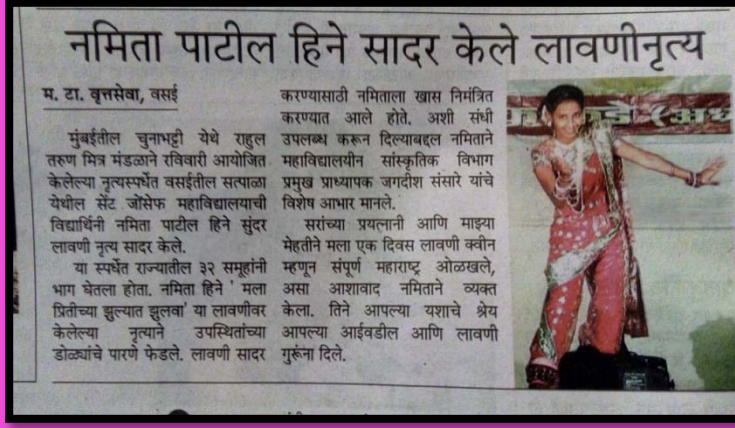 नमिता पाटील हिने सादर केले लावणीनृत्य
म. टा. वृत्तसेवा, वसई
मुंबईतील चुनाभट्टी येथे राहुल
तरुण मित्र मंडळाने रविवारी आयोजित
केलेल्या नृत्यस्पर्धेत वसईतील सत्पाळा
येथील सेंट जोसेफ महाविद्यालयाची
विद्यार्थिनी नमिता पाटील हिने सुंदर
लावणी नृत्य सादर केले.
या स्पर्धेत राज्यातील ३२ समूहांनी
भाग घेतला होता. नमिता हिने ' मला
प्रितीच्या झुल्यात झुलवा' या लावणीवर
केलेल्या नृत्याने उपस्थितांच्या
डोळ्यांचे पारणे फेडले. लावणी सादर
करण्यासाठी नमिताला खास निमंत्रित
करण्यात आले होते. अशी संधी
उपलब्ध करून दिल्याबद्दल नमिताने
महाविद्यालयीन सांस्कृतिक विभाग
प्रमुख प्राध्यापक जगदीश संसारे यांचे
विशेष आभार मानले.
सरांच्या प्रयत्नानी आणि माझ्या
मेहतीने मला एक दिवस लावणी क्वीन
म्हणून संपूर्ण महाराष्ट्र ओळखले,
असा आशावाद नमिताने व्यक्त
केला. तिने आपल्या यशाचे श्रेय
आपल्या आईवडील आणि लावणी
गुरूंना दिले.